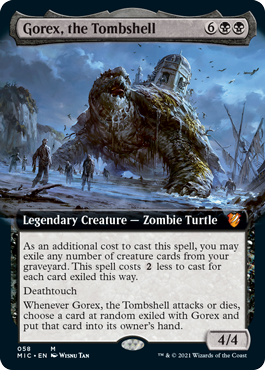 Gorex, the Tombshell 6
Legendary Creature — Zombie Turtle
As an additional cost to cast this spell, you may
exile any number of creature cards from your
graveyard. This spell costs 2 less to cast for
each card exiled this way.
Deathtouch
Whenever Gorex, the Tombshell attacks or dies,
choose a card at random exiled with Gorex and
put that card into its owner's hand.
4/4
058 M
MIC • EN Wisnu Tan ™ & © 2021 Wizards of the Coast